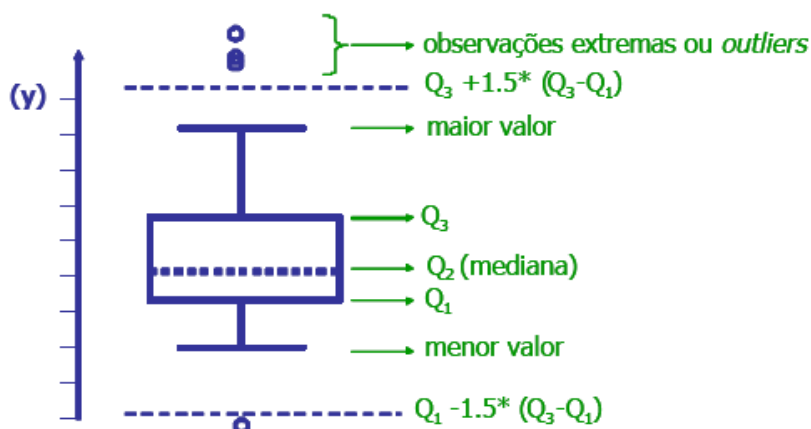 observações extremas ou outliers
Q₃ +1.5* (Q₃-Q₁)
(y)
maior valor
Q₃
Q₂ (mediana)
Q₁
menor valor
Q₁ -1.5* (Q₃-Q₁)